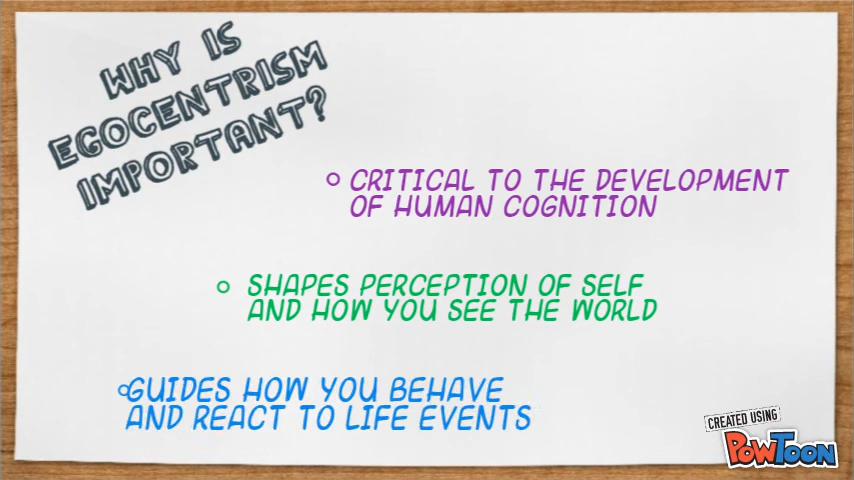 WHY IS
EGOCENTRISM
IMPORTANT?
CRITICAL TO THE DEVELOPMENT
OF HUMAN COGNITION
SHAPES PERCEPTION OF SELF
AND HOW YOU SEE THE WORLD
GUIDES HOW YOU BEHAVE
AND REACT TO LIFE EVENTS
CREATED USING
POWTOON